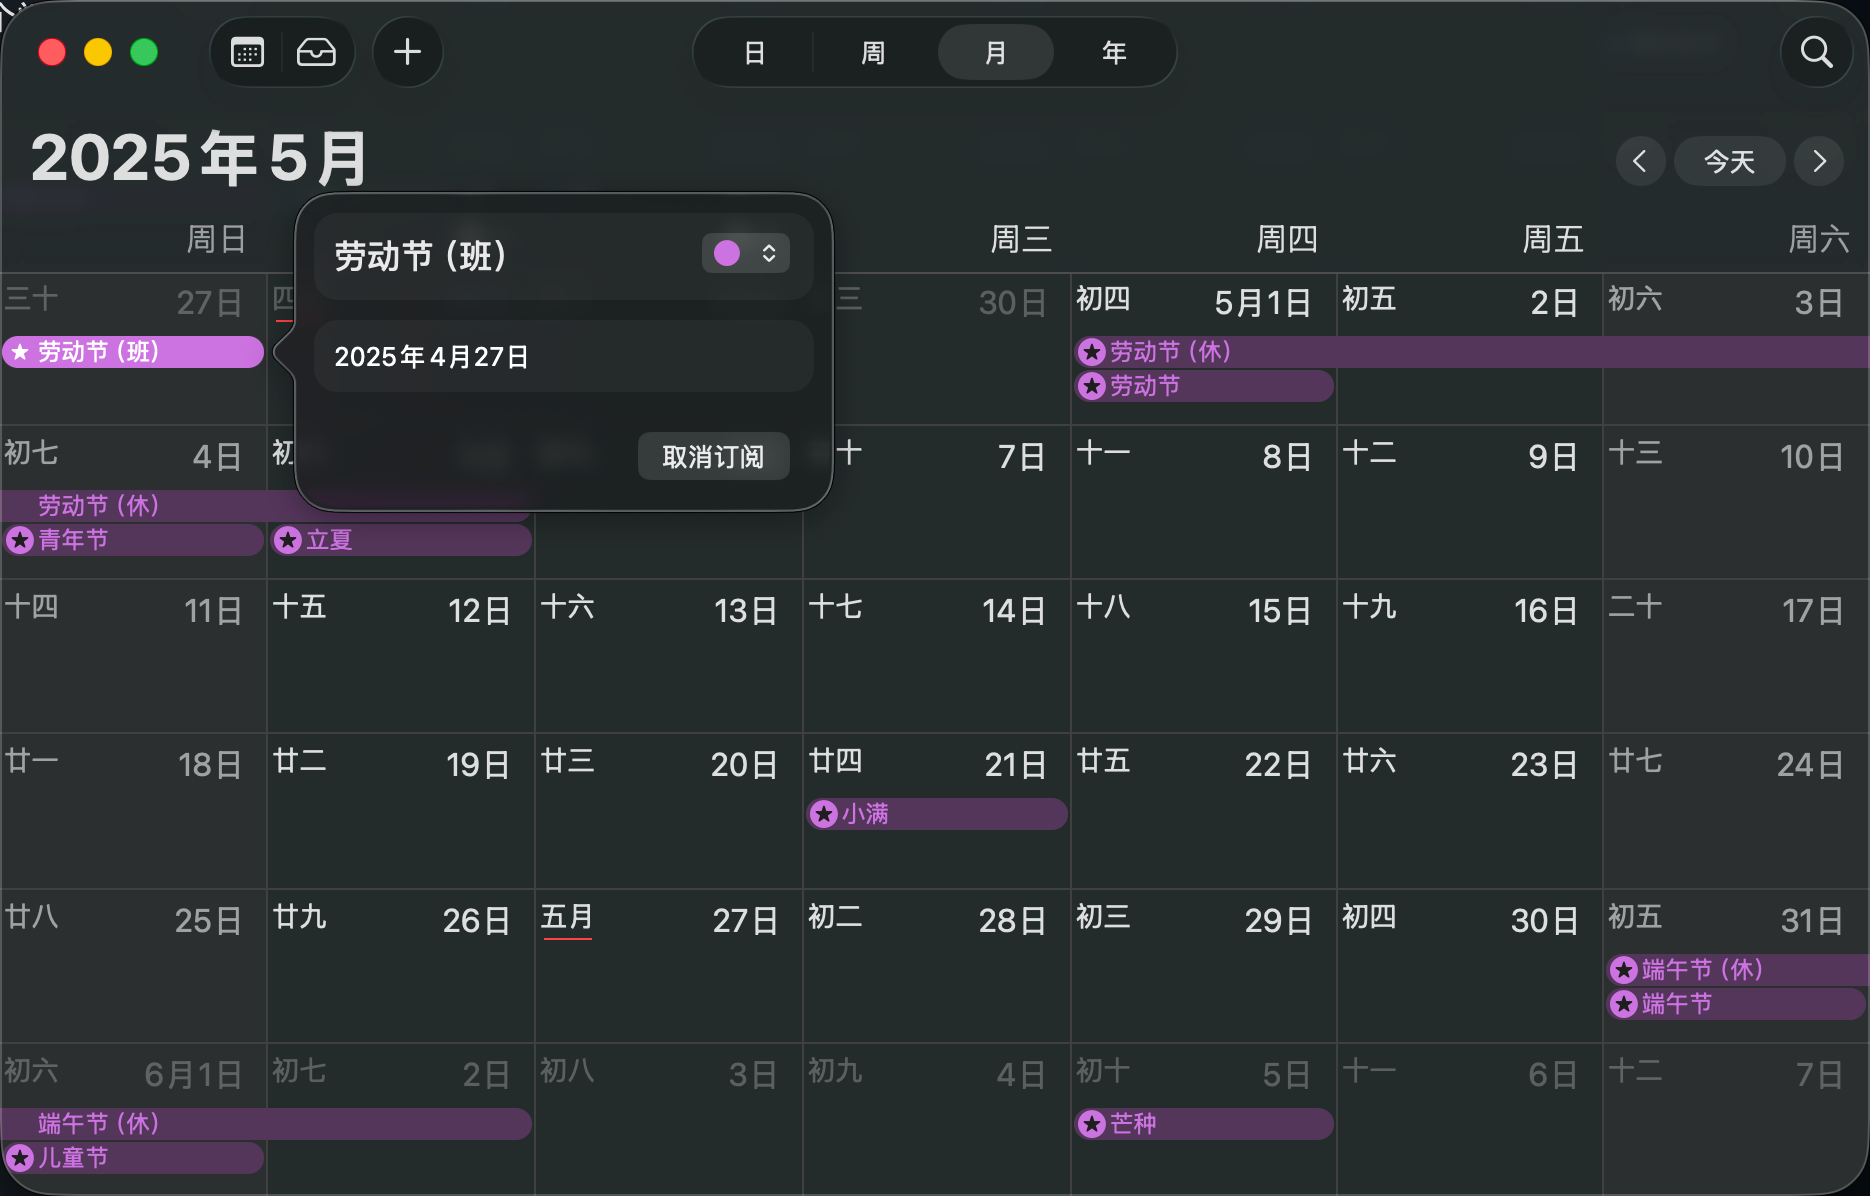 日 周 月 年
2025年5月
今天
周日 周三 周四 周五 周六
劳动节（班）
2025年4月27日
取消订阅
三十 27日 四 三 30日 初四 5月1日 初五 2日 初六 3日
劳动节（班） 劳动节（休）
劳动节
初七 4日 初 十 7日 十一 8日 十二 9日 十三 10日
劳动节（休）
青年节 立夏
十四 11日 十五 12日 十六 13日 十七 14日 十八 15日 十九 16日 二十 17日
廿一 18日 廿二 19日 廿三 20日 廿四 21日 廿五 22日 廿六 23日 廿七 24日
小满
廿八 25日 廿九 26日 五月 27日 初二 28日 初三 29日 初四 30日 初五 31日
端午节（休）
端午节
初六 6月1日 初七 2日 初八 3日 初九 4日 初十 5日 十一 6日 十二 7日
端午节（休） 芒种
儿童节